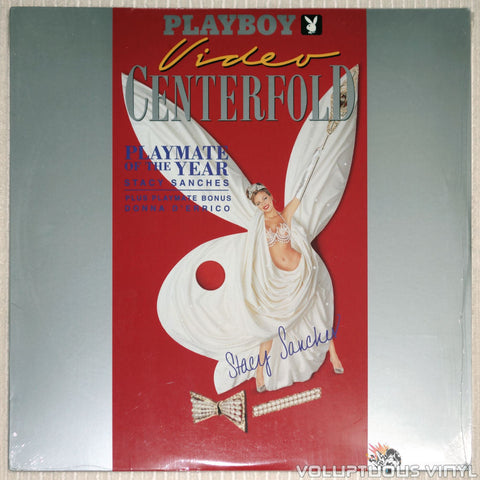 PLAYBOY
Video
CENTERFOLD
PLAYMATE
OF THE YEAR
STACY SANCHES
PLUS PLAYMATE BONUS
DONNA D'ERRICO
Stacy Sanches
VOLUPTUOUS VINYL